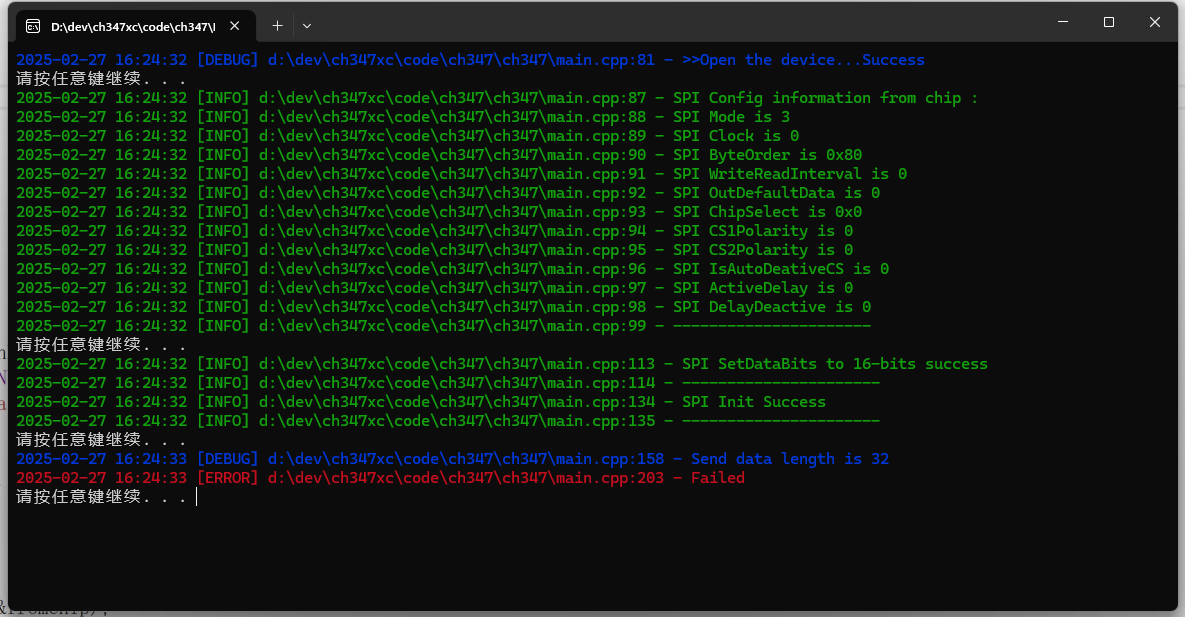 D:\dev\ch347xc\code\ch347\
2025-02-27 16:24:32 [DEBUG] d:\dev\ch347xc\code\ch347\ch347\main.cpp:81 - >>Open the device...Success
请按任意键继续. . .
2025-02-27 16:24:32 [INFO] d:\dev\ch347xc\code\ch347\ch347\main.cpp:87 - SPI Config information from chip :
2025-02-27 16:24:32 [INFO] d:\dev\ch347xc\code\ch347\ch347\main.cpp:88 - SPI Mode is 3
2025-02-27 16:24:32 [INFO] d:\dev\ch347xc\code\ch347\ch347\main.cpp:89 - SPI Clock is 0
2025-02-27 16:24:32 [INFO] d:\dev\ch347xc\code\ch347\ch347\main.cpp:90 - SPI ByteOrder is 0x80
2025-02-27 16:24:32 [INFO] d:\dev\ch347xc\code\ch347\ch347\main.cpp:91 - SPI WriteReadInterval is 0
2025-02-27 16:24:32 [INFO] d:\dev\ch347xc\code\ch347\ch347\main.cpp:92 - SPI OutDefaultData is 0
2025-02-27 16:24:32 [INFO] d:\dev\ch347xc\code\ch347\ch347\main.cpp:93 - SPI ChipSelect is 0x0
2025-02-27 16:24:32 [INFO] d:\dev\ch347xc\code\ch347\ch347\main.cpp:94 - SPI CS1Polarity is 0
2025-02-27 16:24:32 [INFO] d:\dev\ch347xc\code\ch347\ch347\main.cpp:95 - SPI CS2Polarity is 0
2025-02-27 16:24:32 [INFO] d:\dev\ch347xc\code\ch347\ch347\main.cpp:96 - SPI IsAutoDeativeCS is 0
2025-02-27 16:24:32 [INFO] d:\dev\ch347xc\code\ch347\ch347\main.cpp:97 - SPI ActiveDelay is 0
2025-02-27 16:24:32 [INFO] d:\dev\ch347xc\code\ch347\ch347\main.cpp:98 - SPI DelayDeactive is 0
2025-02-27 16:24:32 [INFO] d:\dev\ch347xc\code\ch347\ch347\main.cpp:99 - ----------------------
请按任意键继续. . .
2025-02-27 16:24:32 [INFO] d:\dev\ch347xc\code\ch347\ch347\main.cpp:113 - SPI SetDataBits to 16-bits success
2025-02-27 16:24:32 [INFO] d:\dev\ch347xc\code\ch347\ch347\main.cpp:114 - ----------------------
2025-02-27 16:24:32 [INFO] d:\dev\ch347xc\code\ch347\ch347\main.cpp:134 - SPI Init Success
2025-02-27 16:24:32 [INFO] d:\dev\ch347xc\code\ch347\ch347\main.cpp:135 - ----------------------
请按任意键继续. . .
2025-02-27 16:24:33 [DEBUG] d:\dev\ch347xc\code\ch347\ch347\main.cpp:158 - Send data length is 32
2025-02-27 16:24:33 [ERROR] d:\dev\ch347xc\code\ch347\ch347\main.cpp:203 - Failed
请按任意键继续. . .